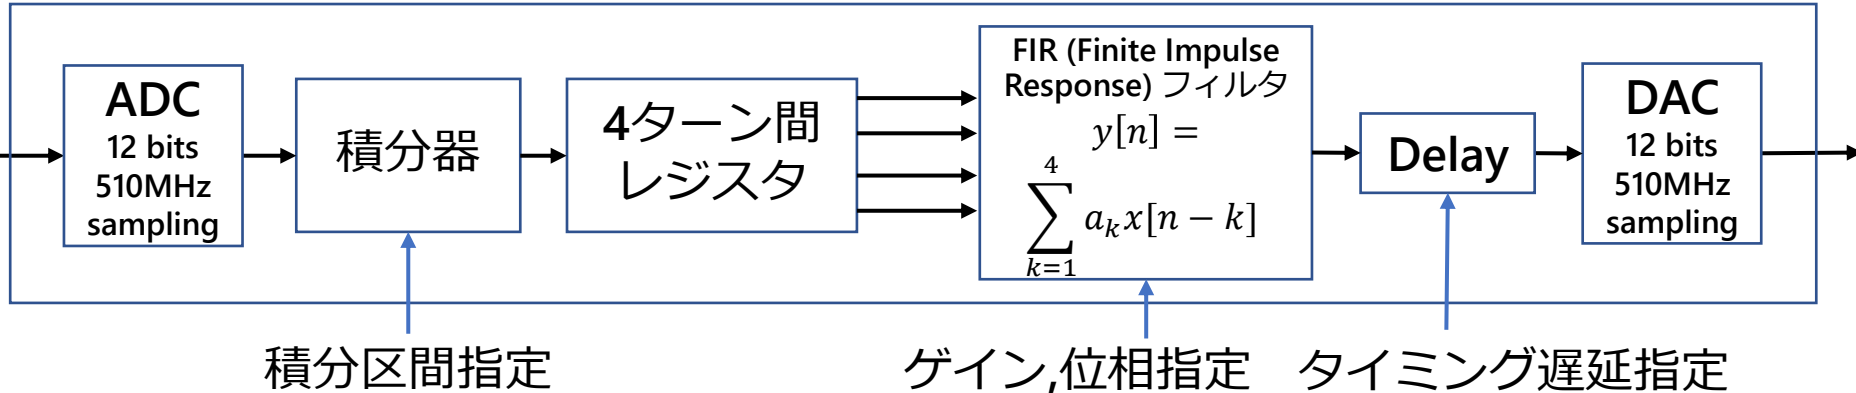 ADC
12 bits
510MHz
sampling
積分器
4ターン間
レジスタ
FIR (Finite Impulse
Response) フィルタ
y[n] =
4
∑ a_k x[n − k]
k=1
Delay
DAC
12 bits
510MHz
sampling
積分区間指定
ゲイン,位相指定
タイミング遅延指定